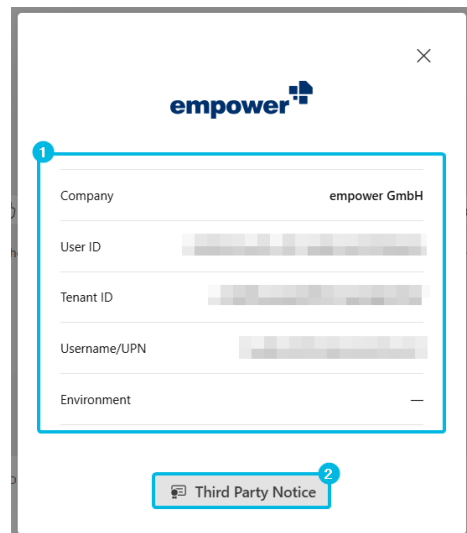 empower
1
Company empower GmbH
User ID
Tenant ID
Username/UPN
Environment —
2
Third Party Notice